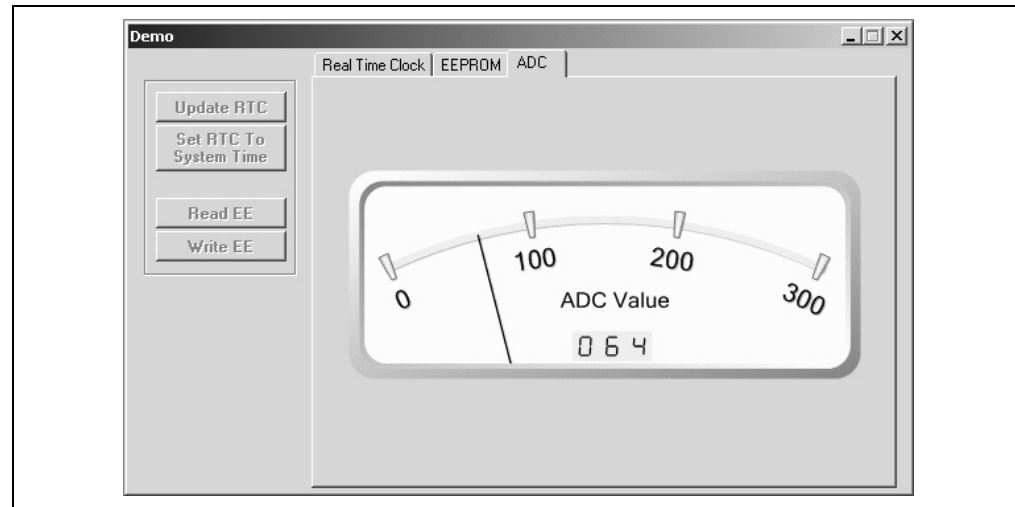 Demo
Real Time Clock EEPROM ADC
Update RTC
Set RTC To
System Time
Read EE
Write EE
0 100 200 300
ADC Value
064